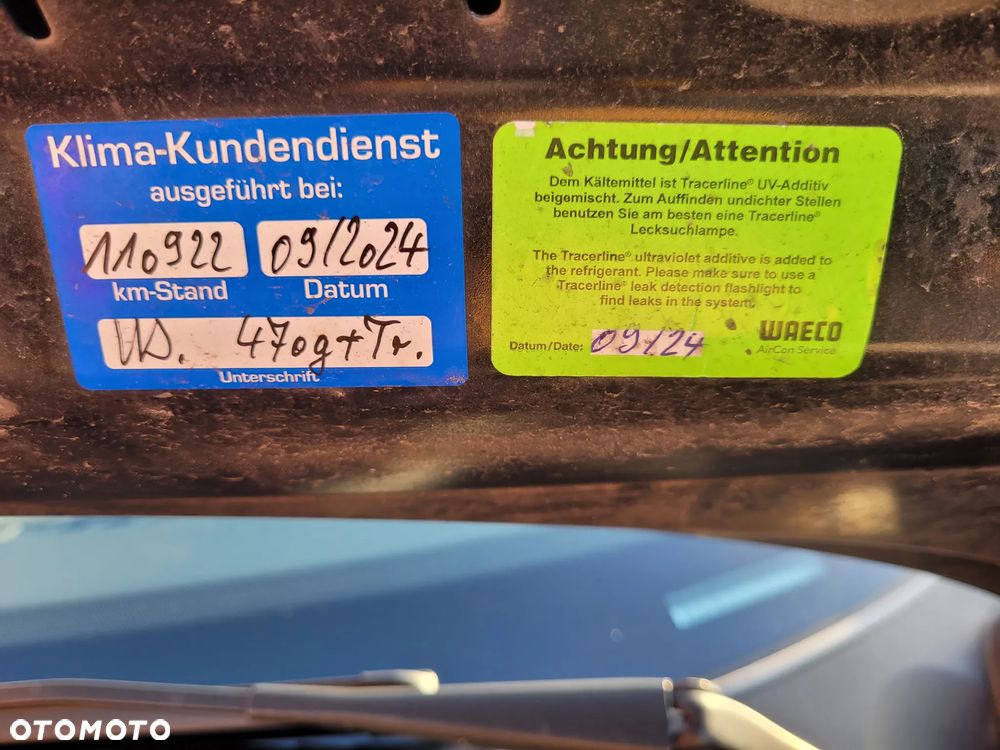 Klima-Kundendienst
ausgeführt bei:
110922 09/2024
km-Stand Datum
470g+Tr.
Unterschrift
Achtung/Attention
Dem Kältemittel ist Tracerline® UV-Additiv
beigemischt. Zum Auffinden undichter Stellen
benutzen Sie am besten eine Tracerline®
Lecksuchlampe.
The Tracerline® ultraviolet additive is added to
the refrigerant. Please make sure to use a
Tracerline® leak detection flashlight to
find leaks in the system.
Datum/Date: 09/24
WAECO
AirCon Service
OTOMOTO